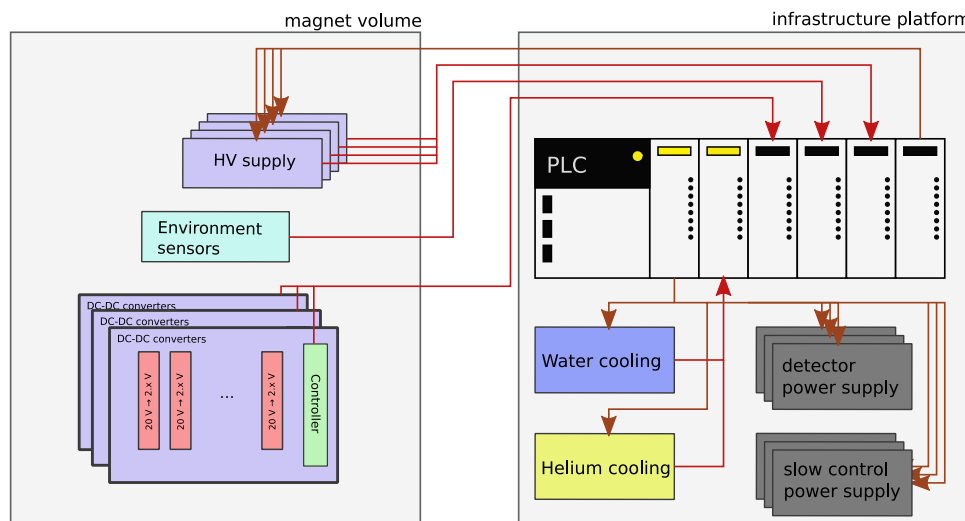 magnet volume
infrastructure platform
HV supply
Environment
sensors
DC-DC converters
DC-DC converters
DC-DC converters
20 V → 2.x V
20 V → 2.x V
...
20 V → 2.x V
Controller
PLC
Water cooling
Helium cooling
detector
power supply
slow control
power supply